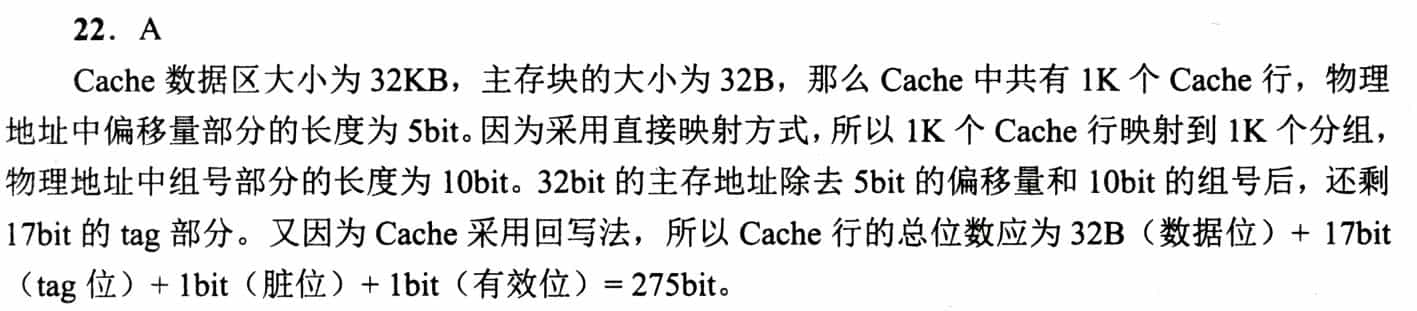 22. A
Cache 数据区大小为 32KB，主存块的大小为 32B，那么 Cache 中共有 1K 个 Cache 行，物理
地址中偏移量部分的长度为 5bit。因为采用直接映射方式，所以 1K 个 Cache 行映射到 1K 个分组，
物理地址中组号部分的长度为 10bit。32bit 的主存地址除去 5bit 的偏移量和 10bit 的组号后，还剩
17bit 的 tag 部分。又因为 Cache 采用回写法，所以 Cache 行的总位数应为 32B（数据位）+ 17bit
（tag 位）+ 1bit（脏位）+ 1bit（有效位）= 275bit。